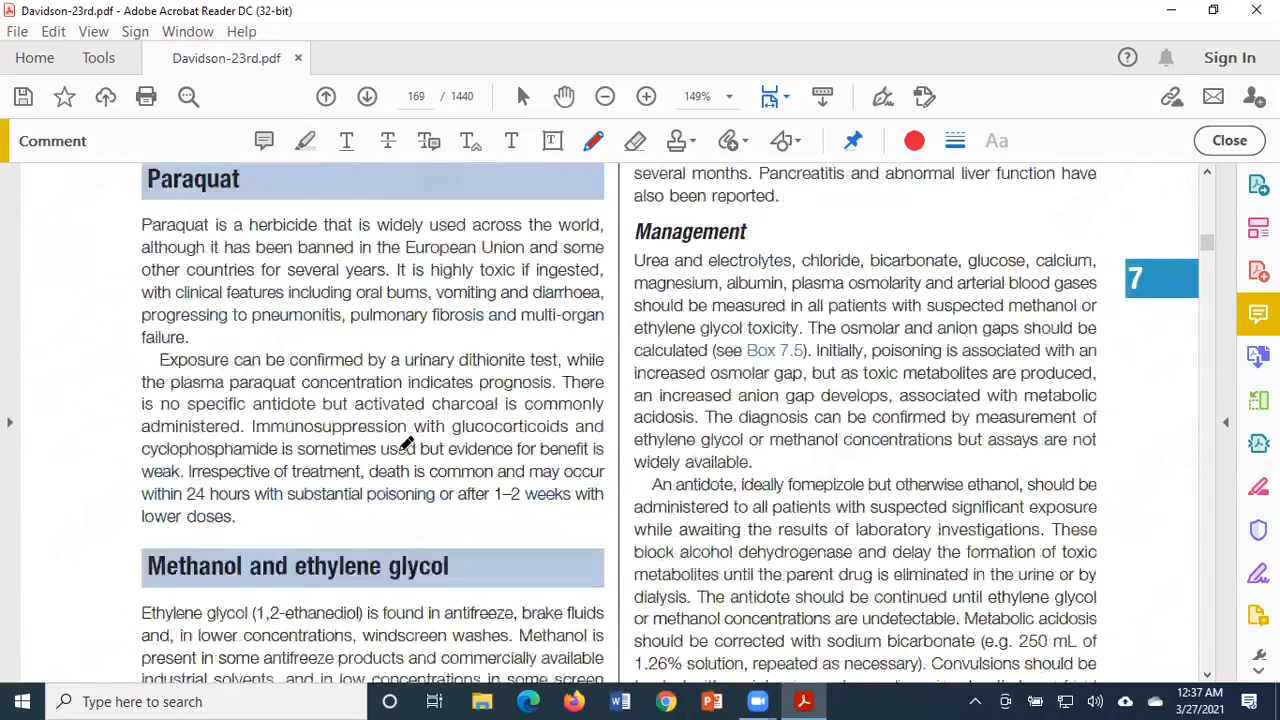 Davidson-23rd.pdf - Adobe Acrobat Reader DC (32-bit)
File Edit View Sign Window Help
Home Tools Davidson-23rd.pdf × Sign In
169 / 1440 149%
Comment Aa Close
Paraquat
Paraquat is a herbicide that is widely used across the world,
although it has been banned in the European Union and some
other countries for several years. It is highly toxic if ingested,
with clinical features including oral burns, vomiting and diarrhoea,
progressing to pneumonitis, pulmonary fibrosis and multi-organ
failure.
Exposure can be confirmed by a urinary dithionite test, while
the plasma paraquat concentration indicates prognosis. There
is no specific antidote but activated charcoal is commonly
administered. Immunosuppression with glucocorticoids and
cyclophosphamide is sometimes used but evidence for benefit is
weak. Irrespective of treatment, death is common and may occur
within 24 hours with substantial poisoning or after 1–2 weeks with
lower doses.
Methanol and ethylene glycol
Ethylene glycol (1,2-ethanediol) is found in antifreeze, brake fluids
and, in lower concentrations, windscreen washes. Methanol is
present in some antifreeze products and commercially available
industrial solvents, and in low concentrations in some screen
several months. Pancreatitis and abnormal liver function have
also been reported.
Management
Urea and electrolytes, chloride, bicarbonate, glucose, calcium,
magnesium, albumin, plasma osmolarity and arterial blood gases
should be measured in all patients with suspected methanol or
ethylene glycol toxicity. The osmolar and anion gaps should be
calculated (see Box 7.5). Initially, poisoning is associated with an
increased osmolar gap, but as toxic metabolites are produced,
an increased anion gap develops, associated with metabolic
acidosis. The diagnosis can be confirmed by measurement of
ethylene glycol or methanol concentrations but assays are not
widely available.
An antidote, ideally fomepizole but otherwise ethanol, should be
administered to all patients with suspected significant exposure
while awaiting the results of laboratory investigations. These
block alcohol dehydrogenase and delay the formation of toxic
metabolites until the parent drug is eliminated in the urine or by
dialysis. The antidote should be continued until ethylene glycol
or methanol concentrations are undetectable. Metabolic acidosis
should be corrected with sodium bicarbonate (e.g. 250 mL of
1.26% solution, repeated as necessary). Convulsions should be
7
Type here to search
12:37 AM
3/27/2021